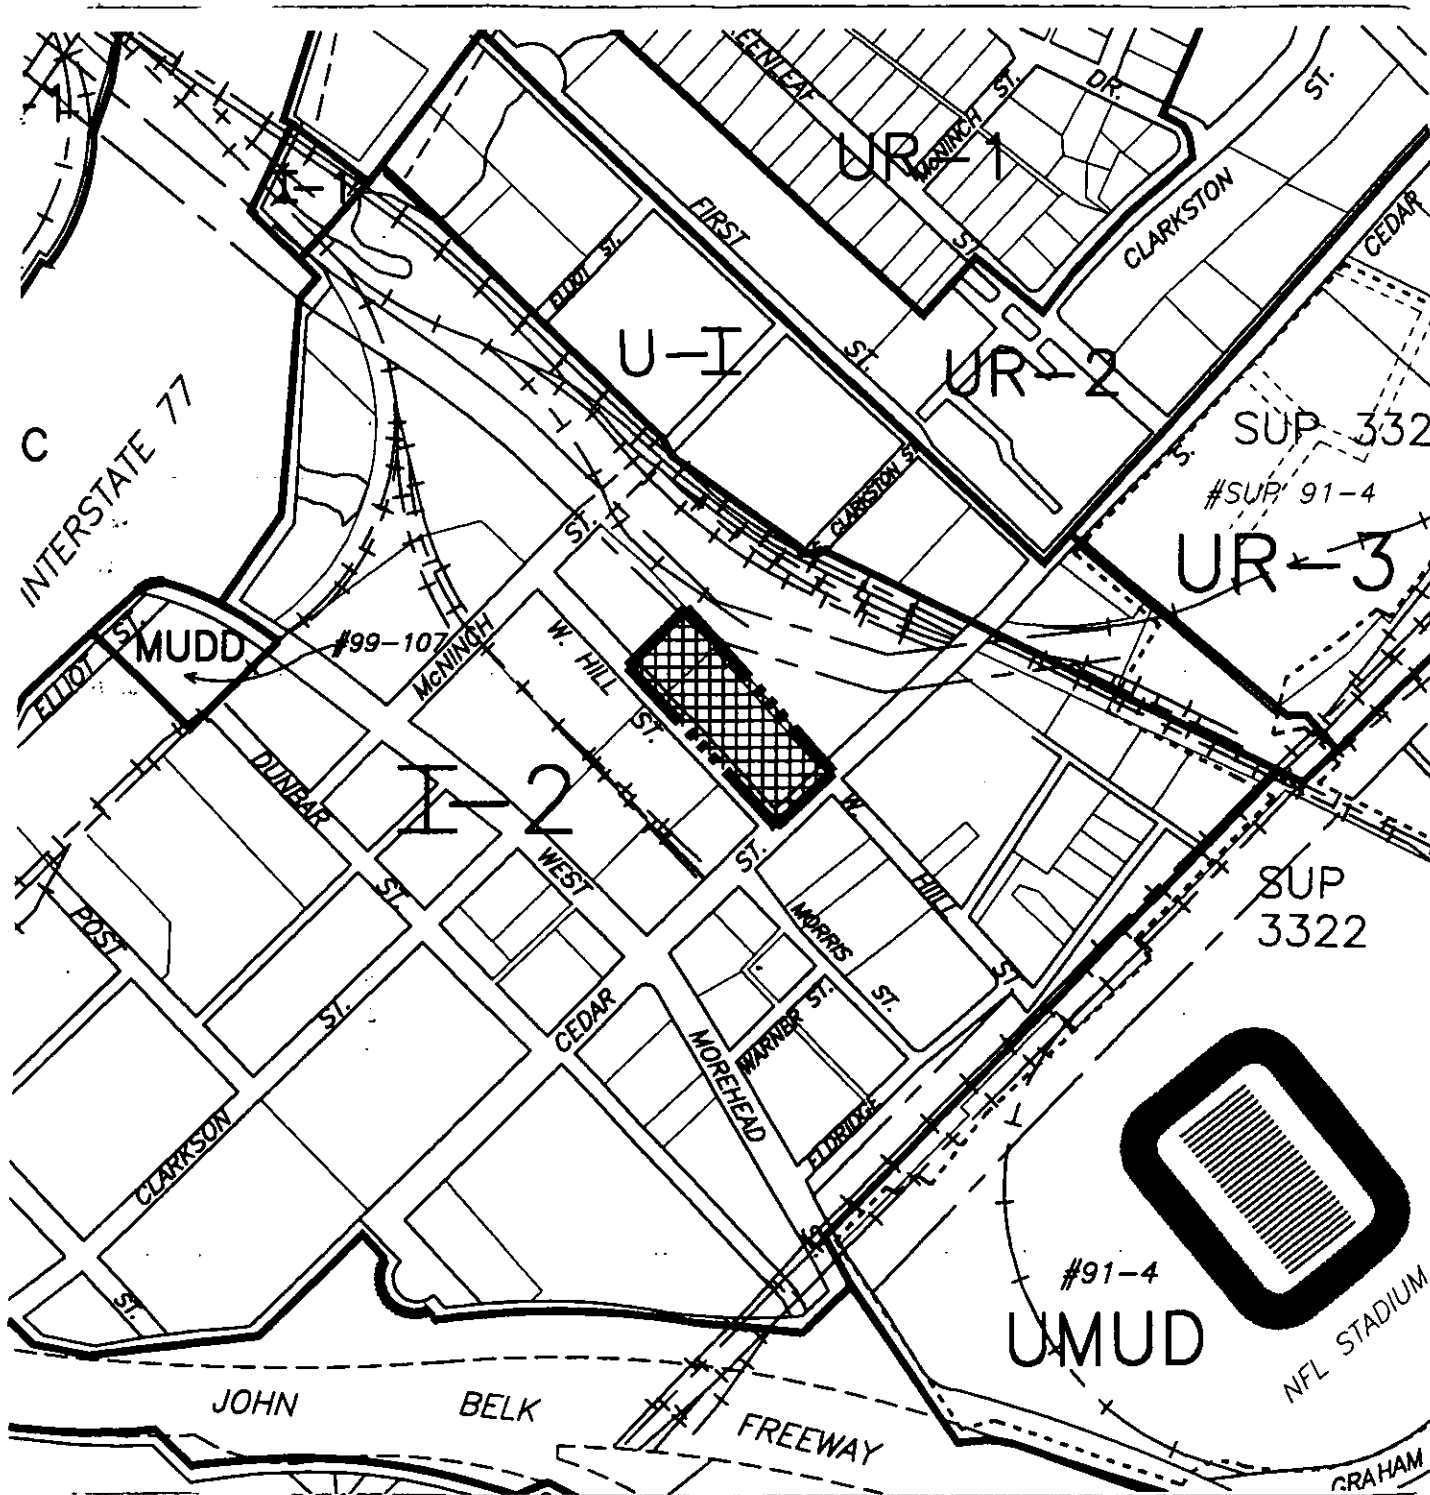 GREENLEAF
ST.
McNINCH
ST.
DR.
UR-1
ST.
I-1
FIRST
ST.
CLARKSTON
CEDAR
S.
ELLIOT ST.
U-I
UR-2
SUP 332
#SUP 91-4
UR-3
C
INTERSTATE 77
CLARKSTON S
ST.
McNINCH
W. HILL
ST.
ELLIOT
ST.
MUDD
#99-107
DUNBAR
ST.
I-2
W.
HILL
ST
WEST
ST.
SUP
3322
POST
ST.
MORRIS
ST.
CEDAR
WARNER ST.
MOREHEAD
CLARKSON
ELDRIDGE
ST.
#91-4
UMUD
NFL STADIUM
JOHN BELK FREEWAY
GRAHAM